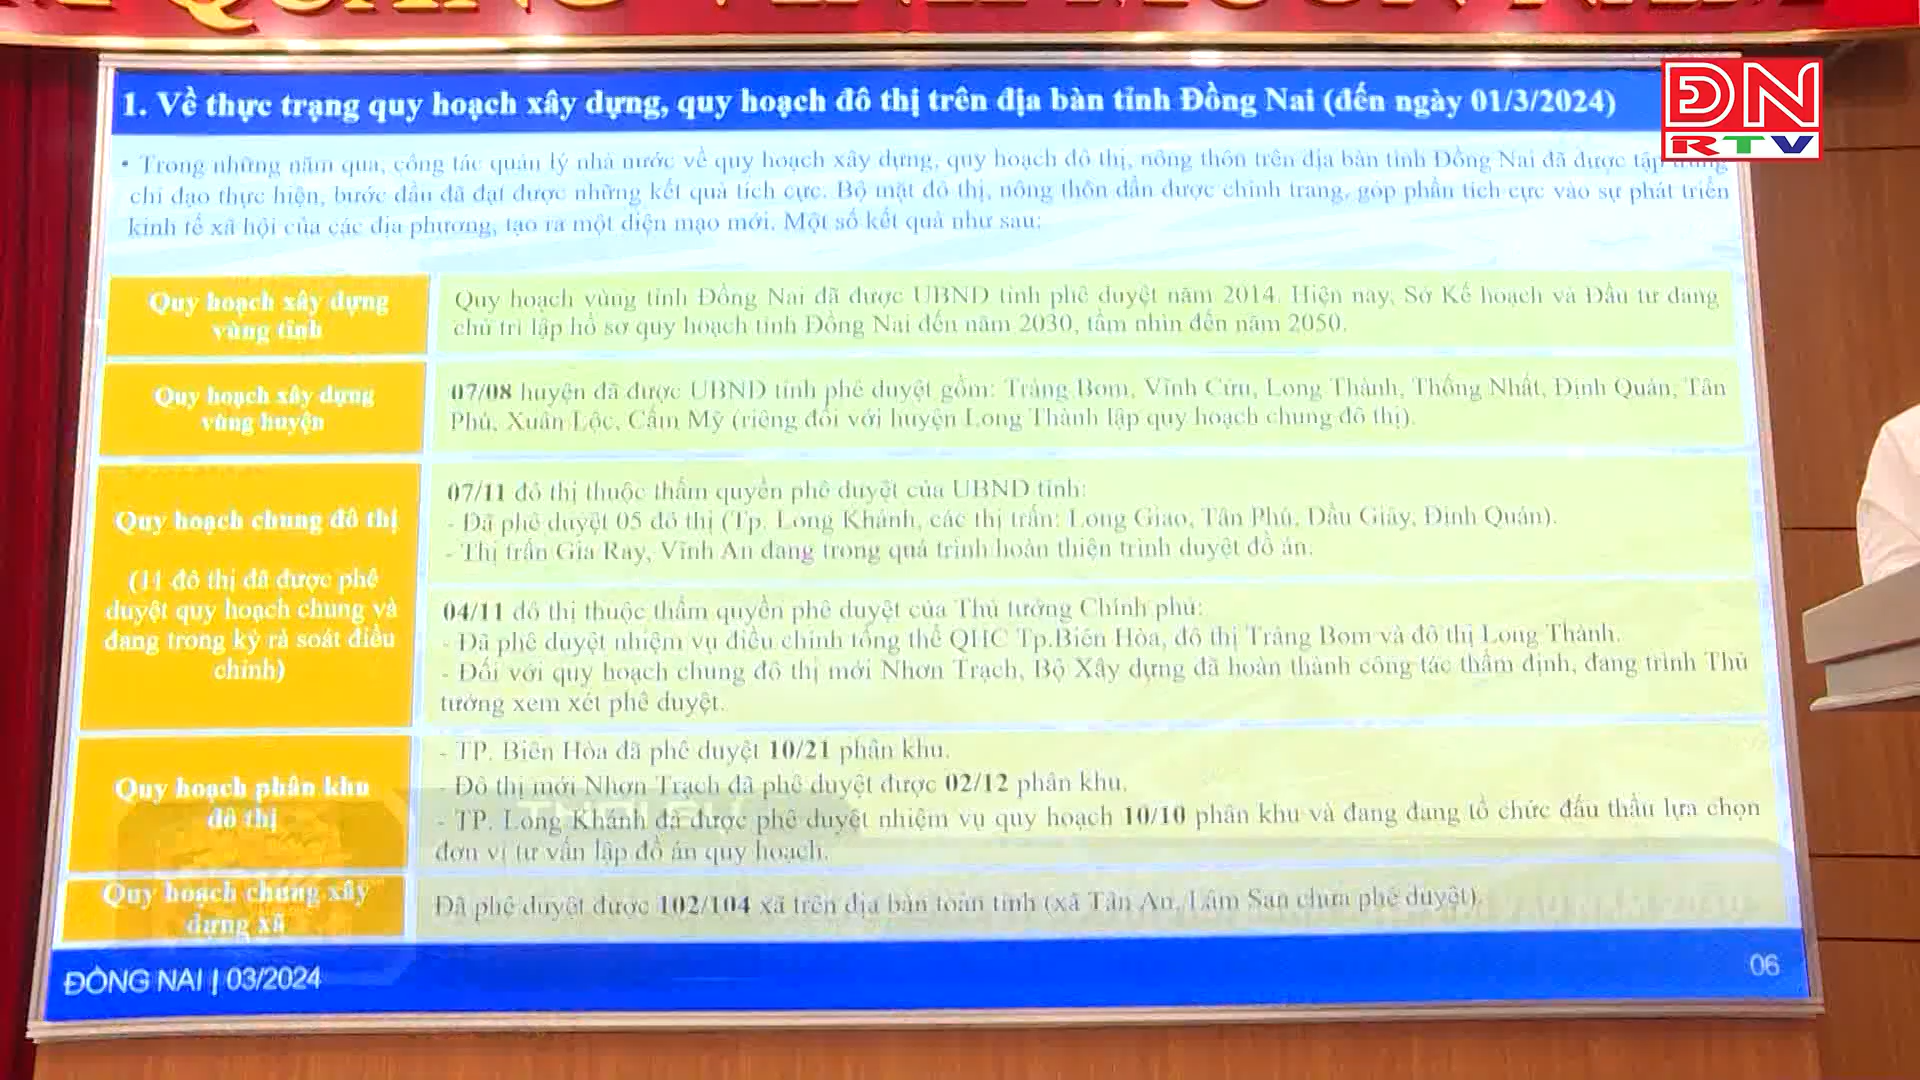 QUANG VINH MUÔN NĂM
ĐN
RTV
1. Về thực trạng quy hoạch xây dựng, quy hoạch đô thị trên địa bàn tỉnh Đồng Nai (đến ngày 01/3/2024)
• Trong những năm qua, công tác quản lý nhà nước về quy hoạch xây dựng, quy hoạch đô thị, nông thôn trên địa bàn tỉnh Đồng Nai đã được tập trung
chỉ đạo thực hiện, bước đầu đã đạt được những kết quả tích cực. Bộ mặt đô thị, nông thôn dần được chỉnh trang, góp phần tích cực vào sự phát triển
kinh tế xã hội của các địa phương, tạo ra một diện mạo mới. Một số kết quả như sau:
Quy hoạch xây dựng
vùng tỉnh
Quy hoạch vùng tỉnh Đồng Nai đã được UBND tỉnh phê duyệt năm 2014. Hiện nay, Sở Kế hoạch và Đầu tư đang
chủ trì lập hồ sơ quy hoạch tỉnh Đồng Nai đến năm 2030, tầm nhìn đến năm 2050.
Quy hoạch xây dựng
vùng huyện
07/08 huyện đã được UBND tỉnh phê duyệt gồm: Trảng Bom, Vĩnh Cửu, Long Thành, Thống Nhất, Định Quán, Tân
Phú, Xuân Lộc, Cẩm Mỹ (riêng đối với huyện Long Thành lập quy hoạch chung đô thị).
Quy hoạch chung đô thị
(11 đô thị đã được phê
duyệt quy hoạch chung và
đang trong kỳ rà soát điều
chỉnh)
07/11 đô thị thuộc thẩm quyền phê duyệt của UBND tỉnh:
- Đã phê duyệt 05 đô thị (Tp. Long Khánh, các thị trấn: Long Giao, Tân Phú, Dầu Giây, Định Quán).
- Thị trấn Gia Ray, Vĩnh An đang trong quá trình hoàn thiện trình duyệt đồ án.
04/11 đô thị thuộc thẩm quyền phê duyệt của Thủ tướng Chính phủ:
- Đã phê duyệt nhiệm vụ điều chỉnh tổng thể QHC Tp.Biên Hòa, đô thị Trảng Bom và đô thị Long Thành.
- Đối với quy hoạch chung đô thị mới Nhơn Trạch, Bộ Xây dựng đã hoàn thành công tác thẩm định, đang trình Thủ
tướng xem xét phê duyệt.
Quy hoạch phân khu
đô thị
- TP. Biên Hòa đã phê duyệt 10/21 phân khu.
- Đô thị mới Nhơn Trạch đã phê duyệt được 02/12 phân khu.
- TP. Long Khánh đã được phê duyệt nhiệm vụ quy hoạch 10/10 phân khu và đang đang tổ chức đấu thầu lựa chọn
đơn vị tư vấn lập đồ án quy hoạch.
Quy hoạch chung xây
dựng xã
Đã phê duyệt được 102/104 xã trên địa bàn toàn tỉnh (xã Tân An, Lâm San chưa phê duyệt).
ĐỒNG NAI | 03/2024
06